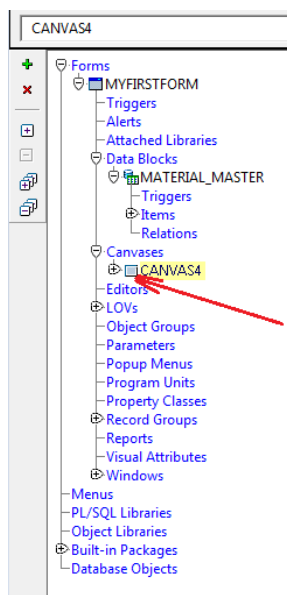 CANVAS4
Forms
MYFIRSTFORM
Triggers
Alerts
Attached Libraries
Data Blocks
MATERIAL_MASTER
Triggers
Items
Relations
Canvases
CANVAS4
Editors
LOVs
Object Groups
Parameters
Popup Menus
Program Units
Property Classes
Record Groups
Reports
Visual Attributes
Windows
Menus
PL/SQL Libraries
Object Libraries
Built-in Packages
Database Objects